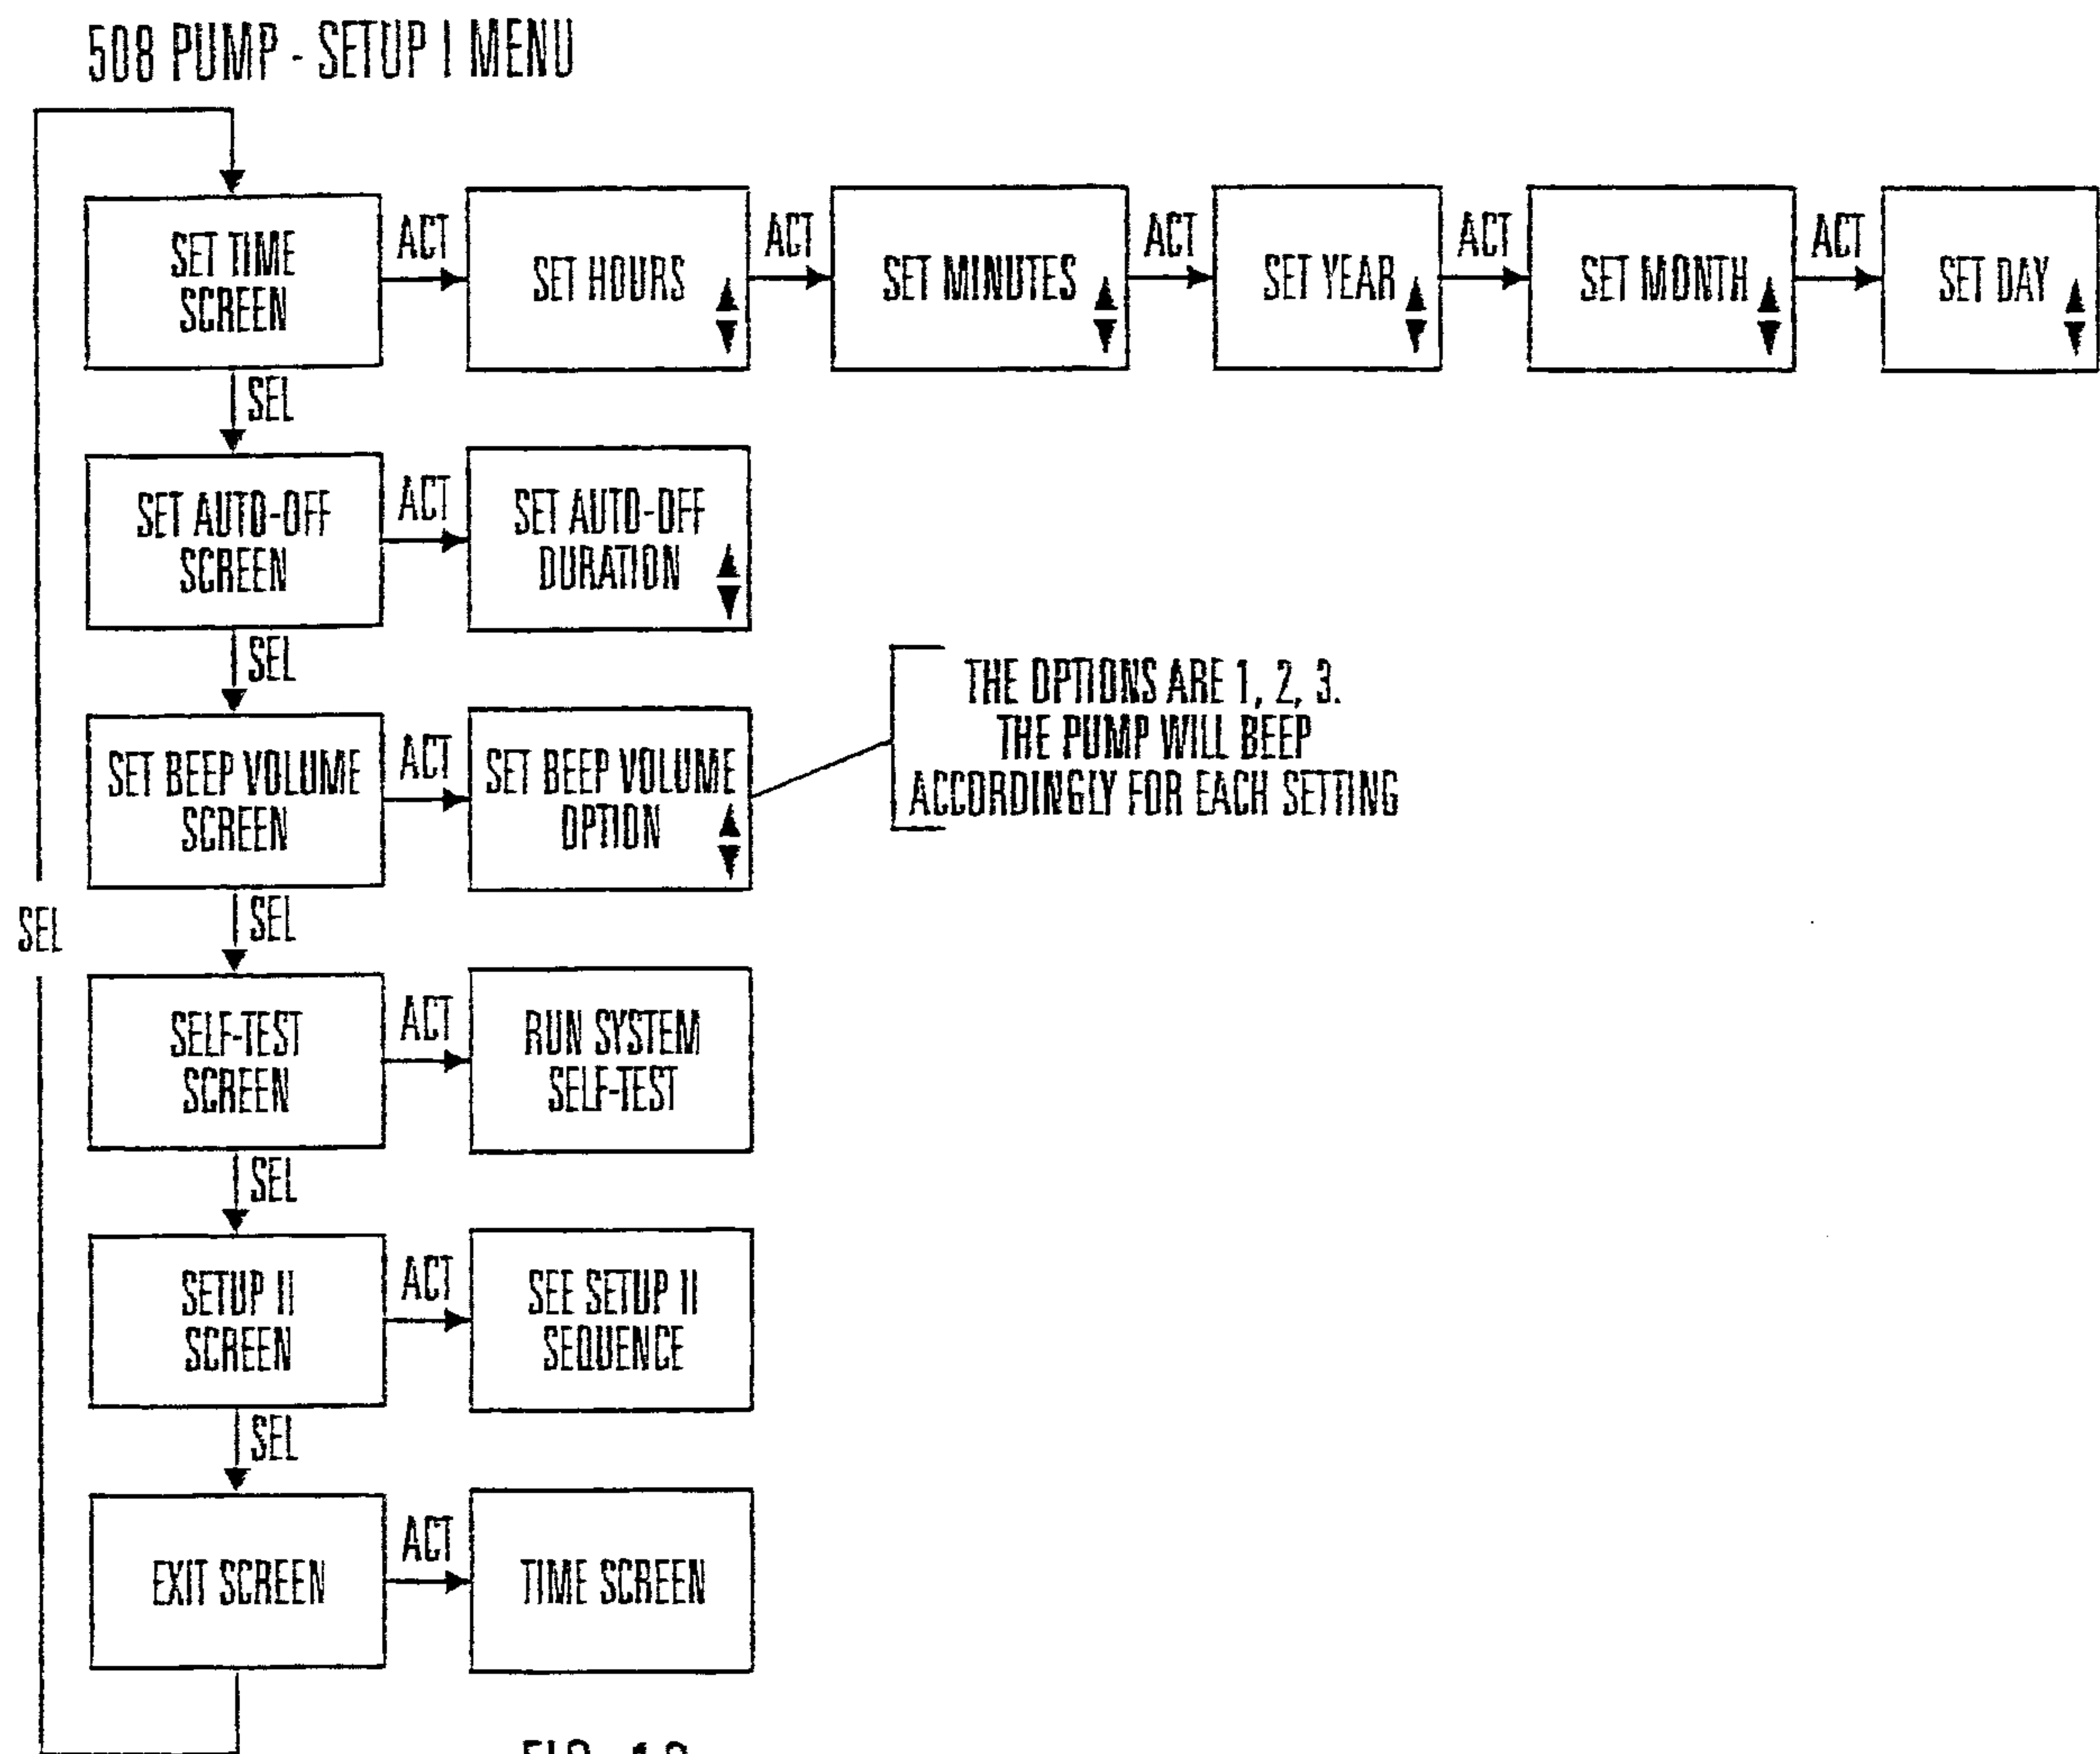 508 PUMP - SETUP I MENU
SET TIME
SCREEN
ACT
SET HOURS
ACT
SET MINUTES
ACT
SET YEAR
ACT
SET MONTH
ACT
SET DAY
SEL
SET AUTO-OFF
SCREEN
ACT
SET AUTO-OFF
DURATION
SEL
SET BEEP VOLUME
SCREEN
ACT
SET BEEP VOLUME
OPTION
THE OPTIONS ARE 1, 2, 3.
THE PUMP WILL BEEP
ACCORDINGLY FOR EACH SETTING
SEL
SEL
SELF-TEST
SCREEN
ACT
RUN SYSTEM
SELF-TEST
SEL
SETUP II
SCREEN
ACT
SEE SETUP II
SEQUENCE
SEL
EXIT SCREEN
ACT
TIME SCREEN